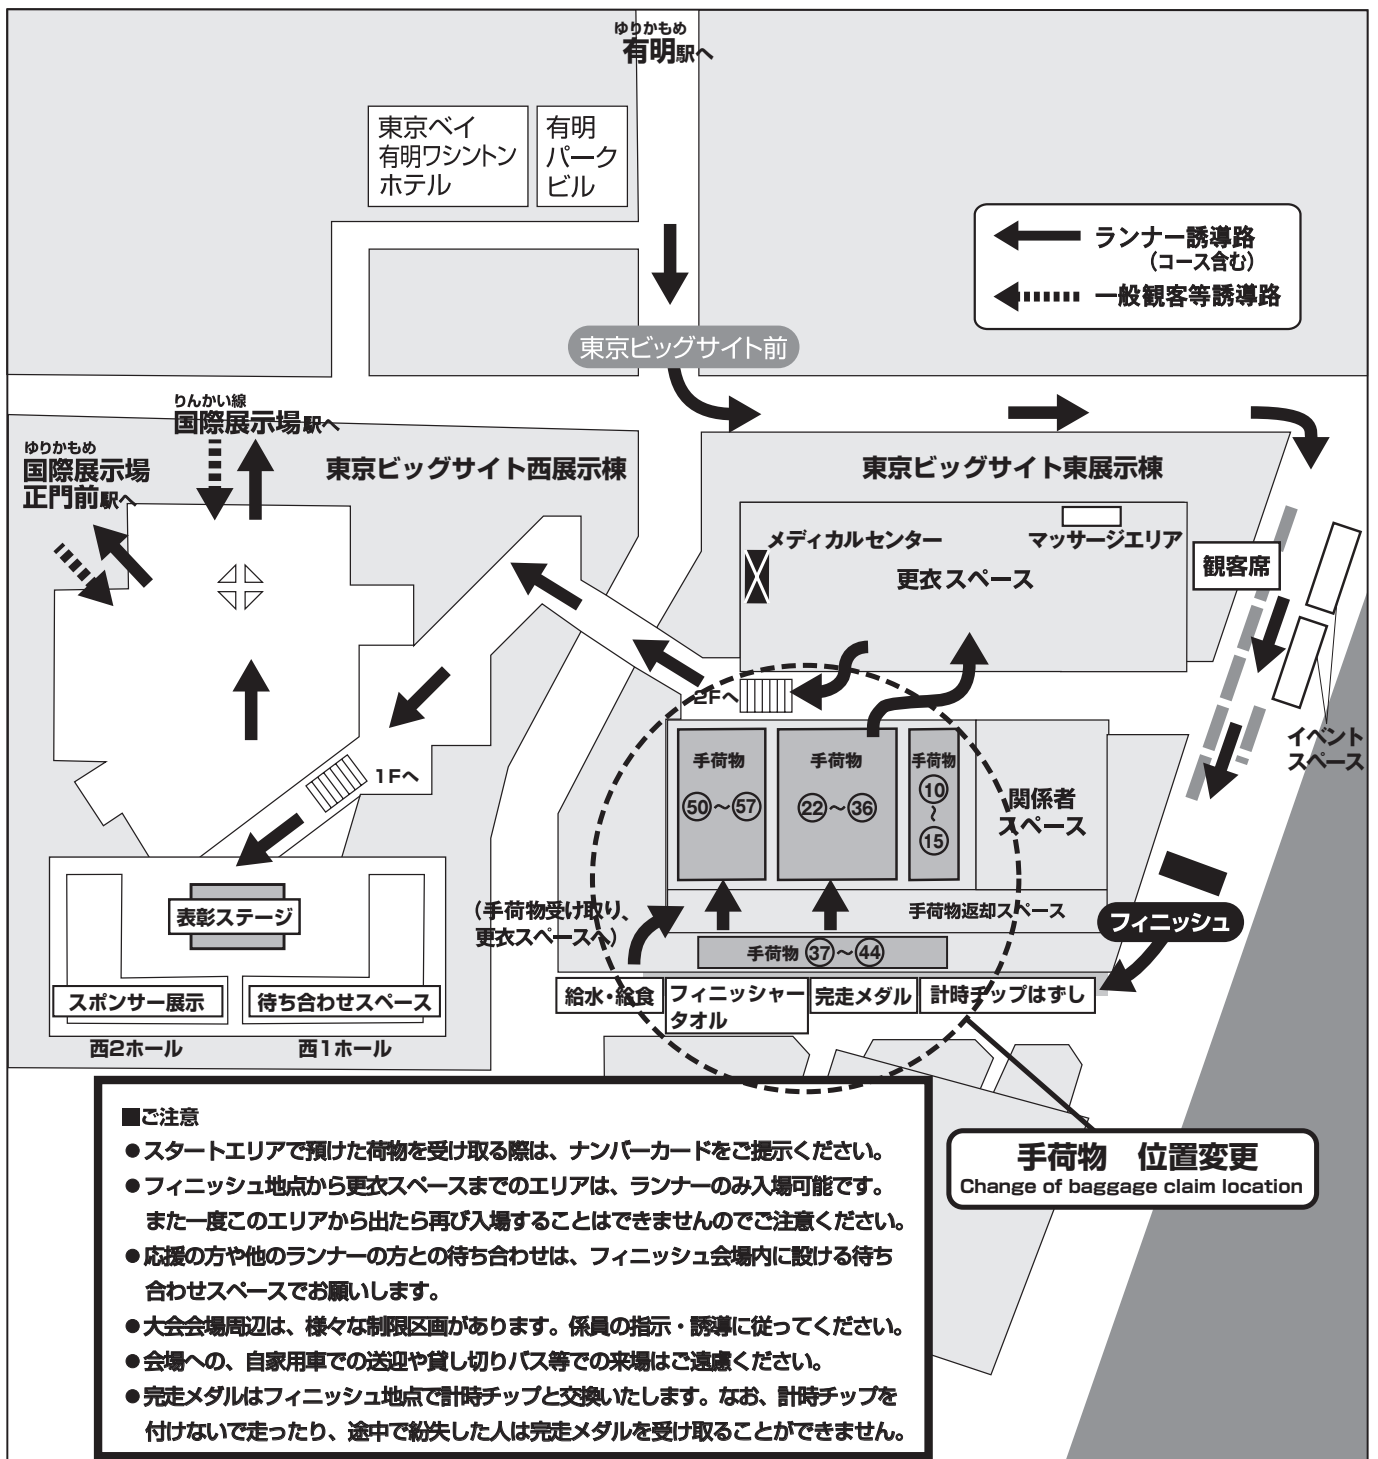 ゆりかもめ
有明駅へ
東京ベイ
有明ワシントン
ホテル
有明
パーク
ビル
ランナー誘導路
(コース含む)
一般観客等誘導路
東京ビッグサイト前
りんかい線
国際展示場駅へ
ゆりかもめ
国際展示場
正門前駅へ
東京ビッグサイト西展示棟
東京ビッグサイト東展示棟
メディカルセンター
マッサージエリア
更衣スペース
観客席
イベント
スペース
2Fへ
1Fへ
手荷物
㊿〜57
手荷物
㉒〜㊱
手荷物
⑩
〜
⑮
関係者
スペース
表彰ステージ
スポンサー展示
待ち合わせスペース
西2ホール
西1ホール
(手荷物受け取り、
更衣スペースへ)
手荷物返却スペース
手荷物 ㊲〜㊹
フィニッシュ
給水・給食
フィニッシャー
タオル
完走メダル
計時チップはずし
手荷物 位置変更
Change of baggage claim location
■ご注意
●スタートエリアで預けた荷物を受け取る際は、ナンバーカードをご提示ください。
●フィニッシュ地点から更衣スペースまでのエリアは、ランナーのみ入場可能です。
また一度このエリアから出たら再び入場することはできませんのでご注意ください。
●応援の方や他のランナーの方との待ち合わせは、フィニッシュ会場内に設ける待ち
合わせスペースでお願いします。
●大会会場周辺は、様々な制限区画があります。係員の指示・誘導に従ってください。
●会場への、自家用車での送迎や貸し切りバス等での来場はご遠慮ください。
●完走メダルはフィニッシュ地点で計時チップと交換いたします。なお、計時チップを
付けないで走ったり、途中で紛失した人は完走メダルを受け取ることができません。